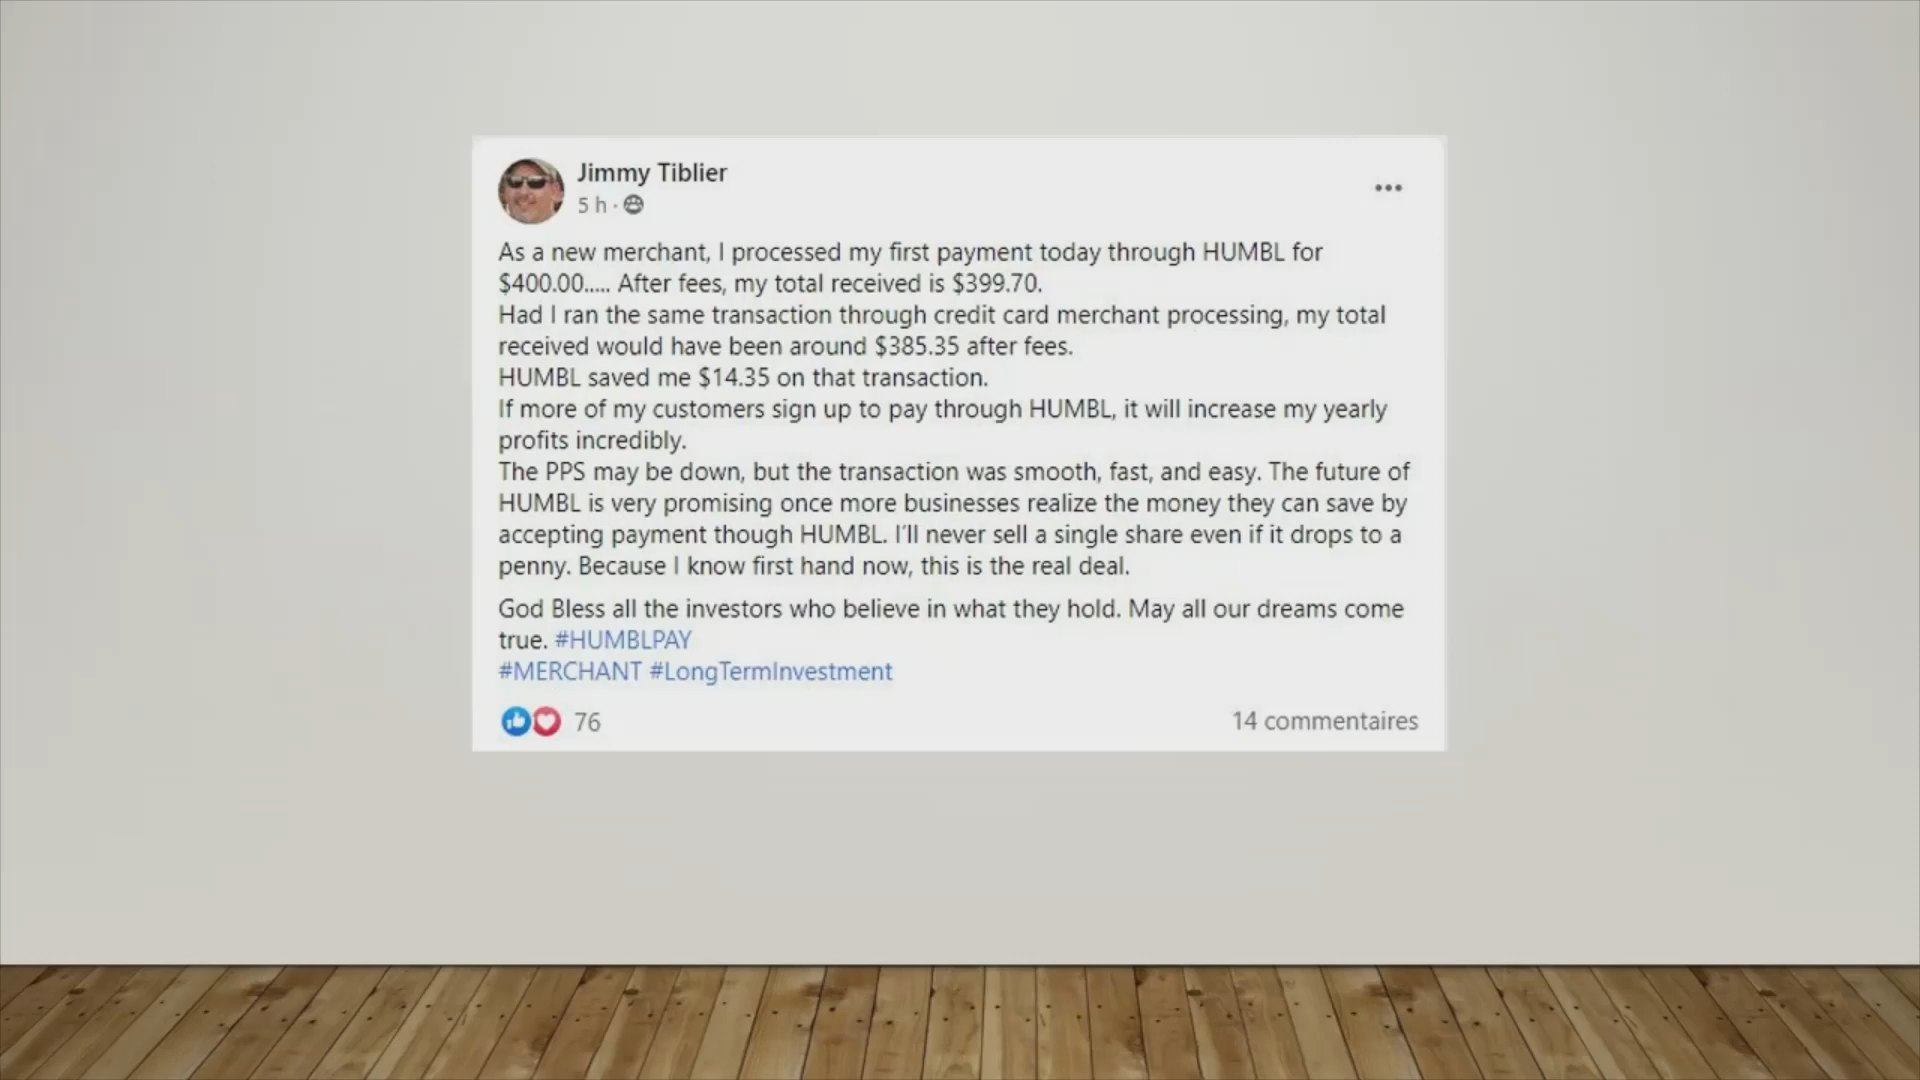 Jimmy Tiblier
5 h ·
As a new merchant, I processed my first payment today through HUMBL for
$400.00..... After fees, my total received is $399.70.
Had I ran the same transaction through credit card merchant processing, my total
received would have been around $385.35 after fees.
HUMBL saved me $14.35 on that transaction.
If more of my customers sign up to pay through HUMBL, it will increase my yearly
profits incredibly.
The PPS may be down, but the transaction was smooth, fast, and easy. The future of
HUMBL is very promising once more businesses realize the money they can save by
accepting payment though HUMBL. I'll never sell a single share even if it drops to a
penny. Because I know first hand now, this is the real deal.
God Bless all the investors who believe in what they hold. May all our dreams come
true. #HUMBLPAY
#MERCHANT #LongTermInvestment
76 14 commentaires